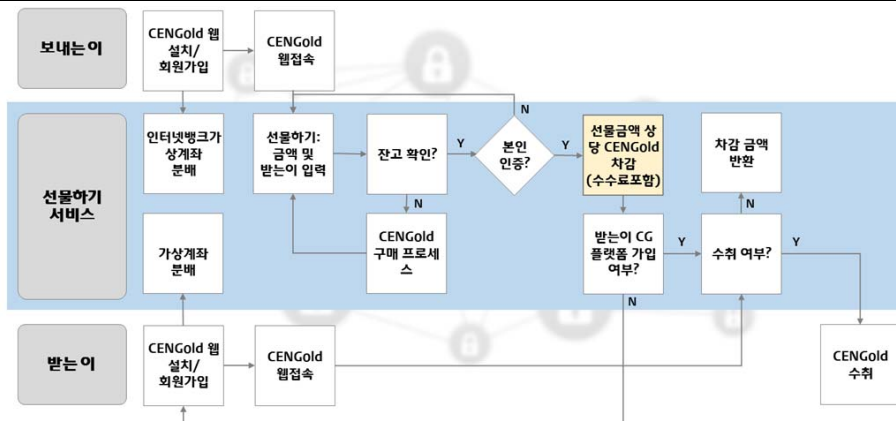 보내는이
CENGold 웹
설치/
회원가입
CENGold
웹접속
N
선물하기
서비스
인터넷뱅크가
상계좌
분배
선물하기:
금액 및
받는이 입력
잔고 확인?
Y
본인
인증?
Y
선물금액 상
당 CENGold
차감
(수수료포함)
차감 금액
반환
N
N
가상계좌
분배
CENGold
구매 프로세
스
받는이 CG
플랫폼 가입
여부?
Y
수취 여부?
Y
N
받는이
CENGold 웹
설치/
회원가입
CENGold
웹접속
CENGold
수취